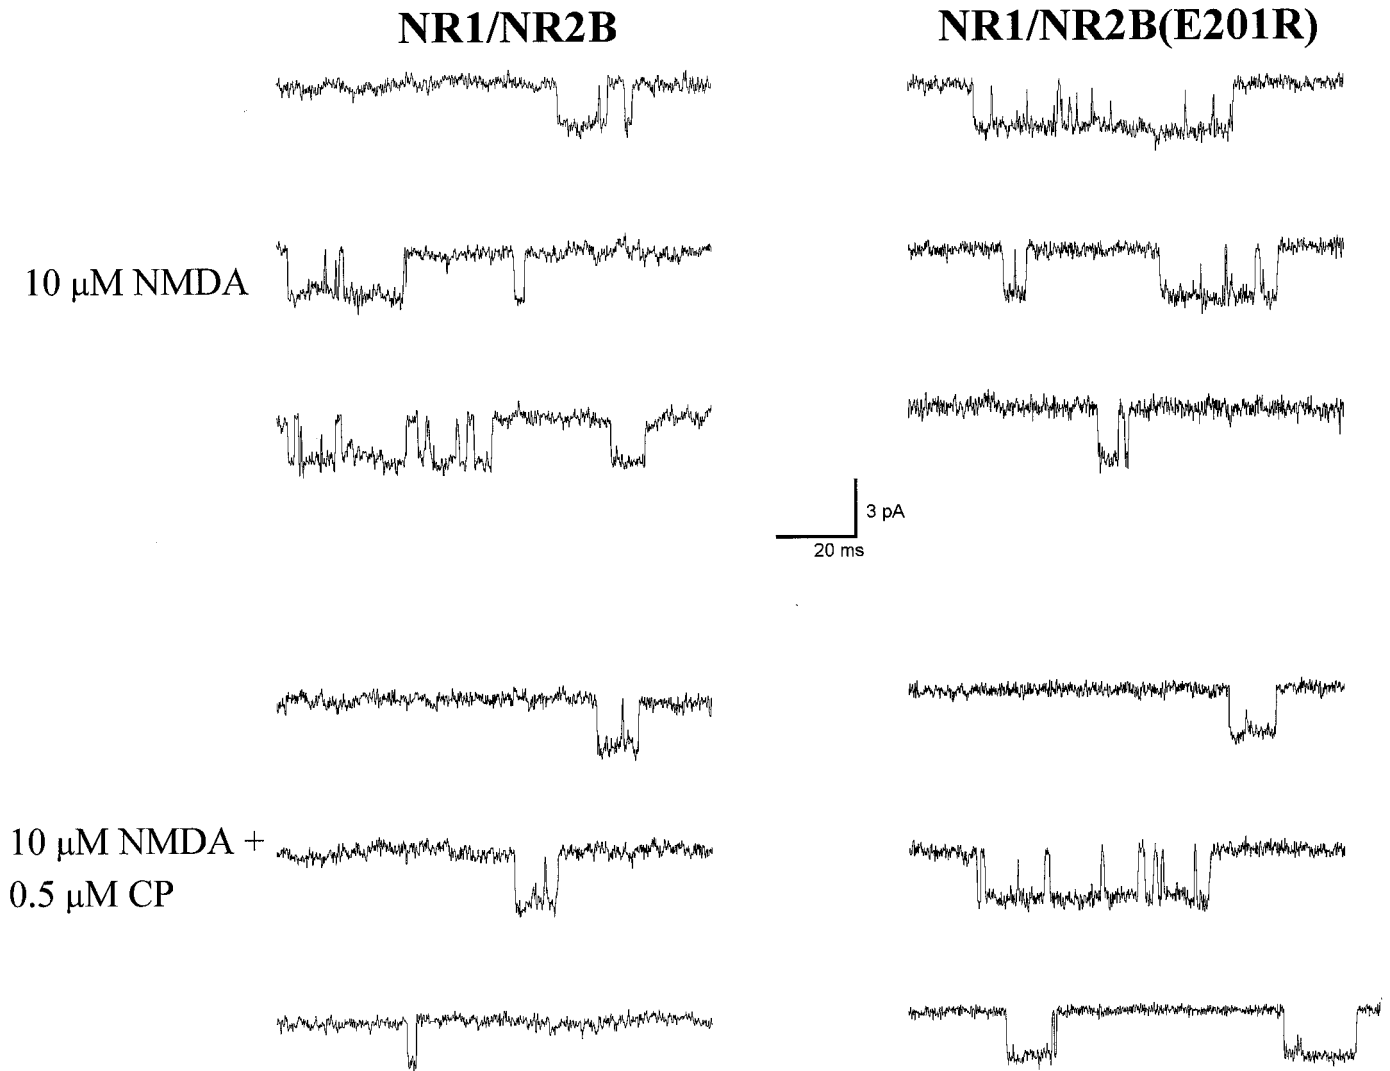 NR1/NR2B
NR1/NR2B(E201R)
10 μM NMDA
3 pA
20 ms
10 μM NMDA +
0.5 μM CP